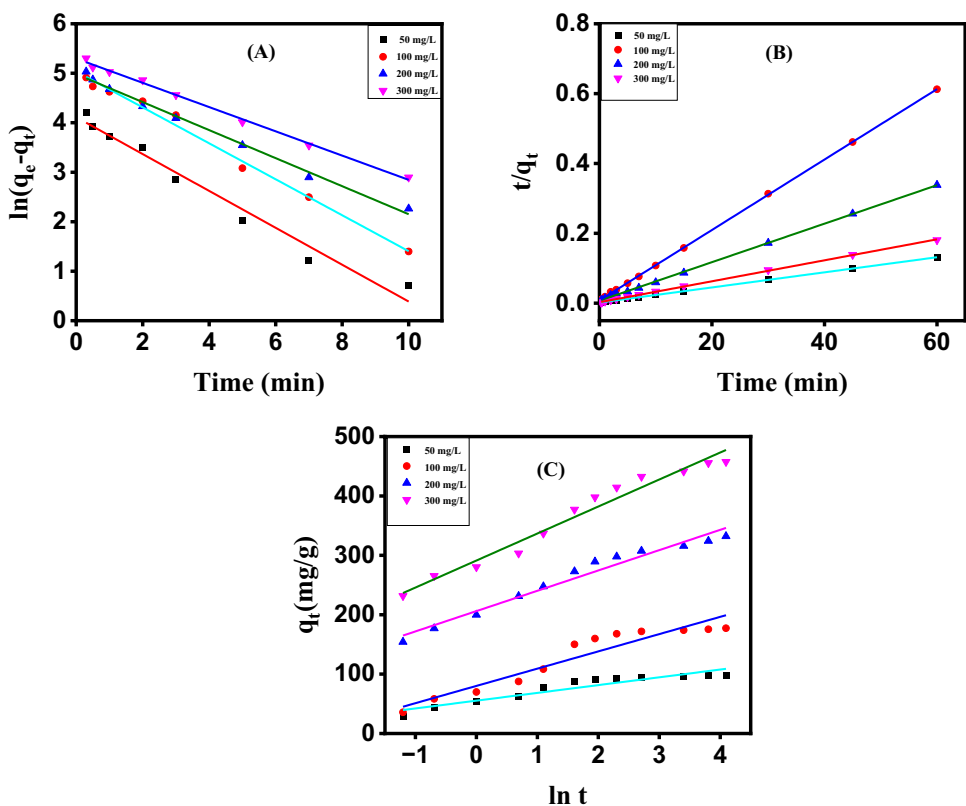 (A)
50 mg/L
100 mg/L
200 mg/L
300 mg/L
6
5
4
3
2
1
0
ln(qₑ-qₜ)
0 2 4 6 8 10
Time (min)
(B)
50 mg/L
100 mg/L
200 mg/L
300 mg/L
0.8
0.6
0.4
0.2
0.0
t/qₜ
0 20 40 60
Time (min)
(C)
50 mg/L
100 mg/L
200 mg/L
300 mg/L
500
400
300
200
100
0
qₜ(mg/g)
−1 0 1 2 3 4
ln t